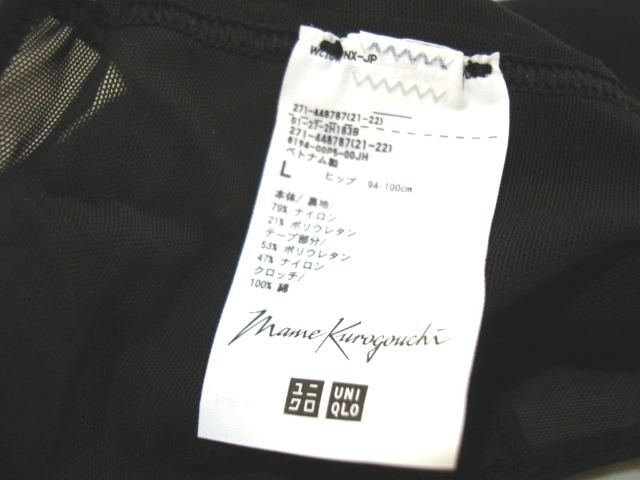 271-448787(21-22)
01-27-2H183B
271-448787(21-22)
ベトナム製
L ヒップ 94-100cm
本体/ 裏地/
79% ナイロン
21% ポリウレタン
テープ部分/
53% ポリウレタン
47% ナイロン
クロッチ/
100% 綿
Mame Kurogouchi
ユニ UNI
クロ QLO